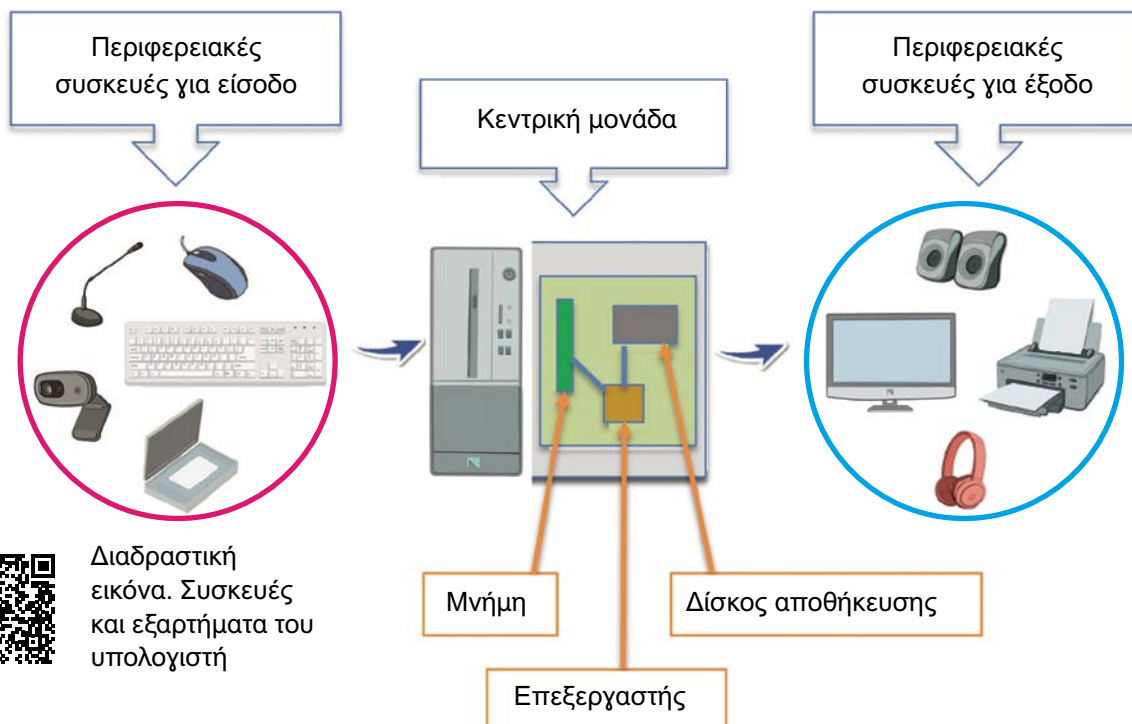 Περιφερειακές
συσκευές για είσοδο
Κεντρική μονάδα
Περιφερειακές
συσκευές για έξοδο
Μνήμη
Δίσκος αποθήκευσης
Επεξεργαστής
Διαδραστική
εικόνα. Συσκευές
και εξαρτήματα του
υπολογιστή